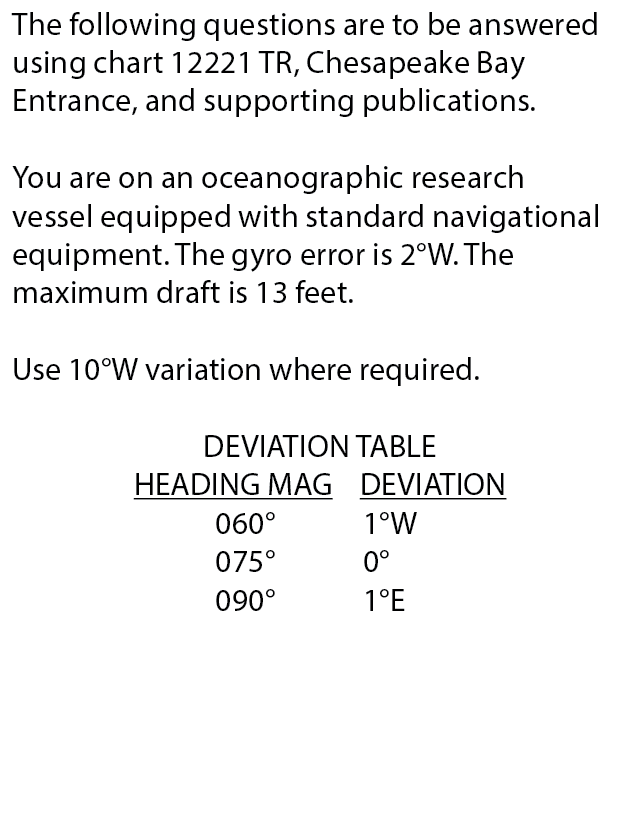 The following questions are to be answered
using chart 12221 TR, Chesapeake Bay
Entrance, and supporting publications.
You are on an oceanographic research
vessel equipped with standard navigational
equipment. The gyro error is 2°W. The
maximum draft is 13 feet.
Use 10°W variation where required.
DEVIATION TABLE
HEADING MAG DEVIATION
060° 1°W
075° 0°
090° 1°E